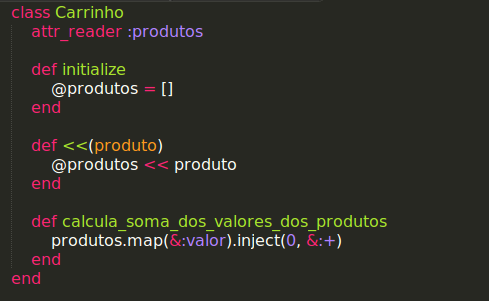 class Carrinho
attr_reader :produtos
def initialize
@produtos = []
end
def <<(produto)
@produtos << produto
end
def calcula_soma_dos_valores_dos_produtos
produtos.map(&:valor).inject(0, &:+)
end
end